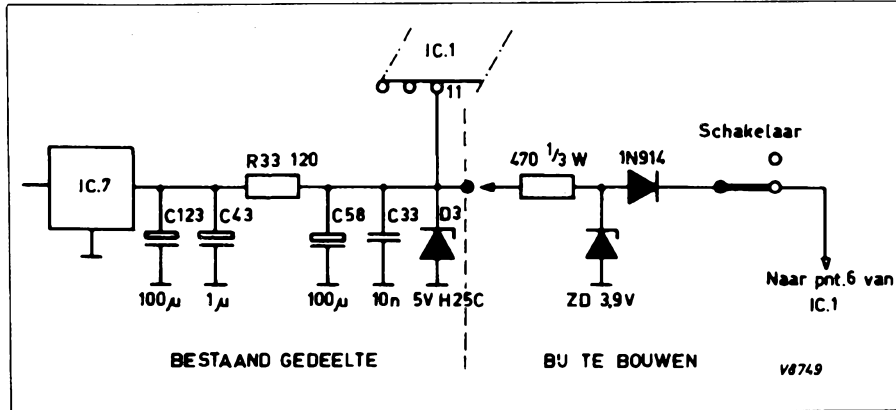 IC.1
11
Schakelaar
R33 120
470 1/3 W
1N914
IC.7
C123
C43
C58
C33
D3
100µ
1µ
100µ
10n
5V H25C
ZD 3,9V
Naar pnt.6 van
IC.1
BESTAAND GEDEELTE
BIJ TE BOUWEN
V8749